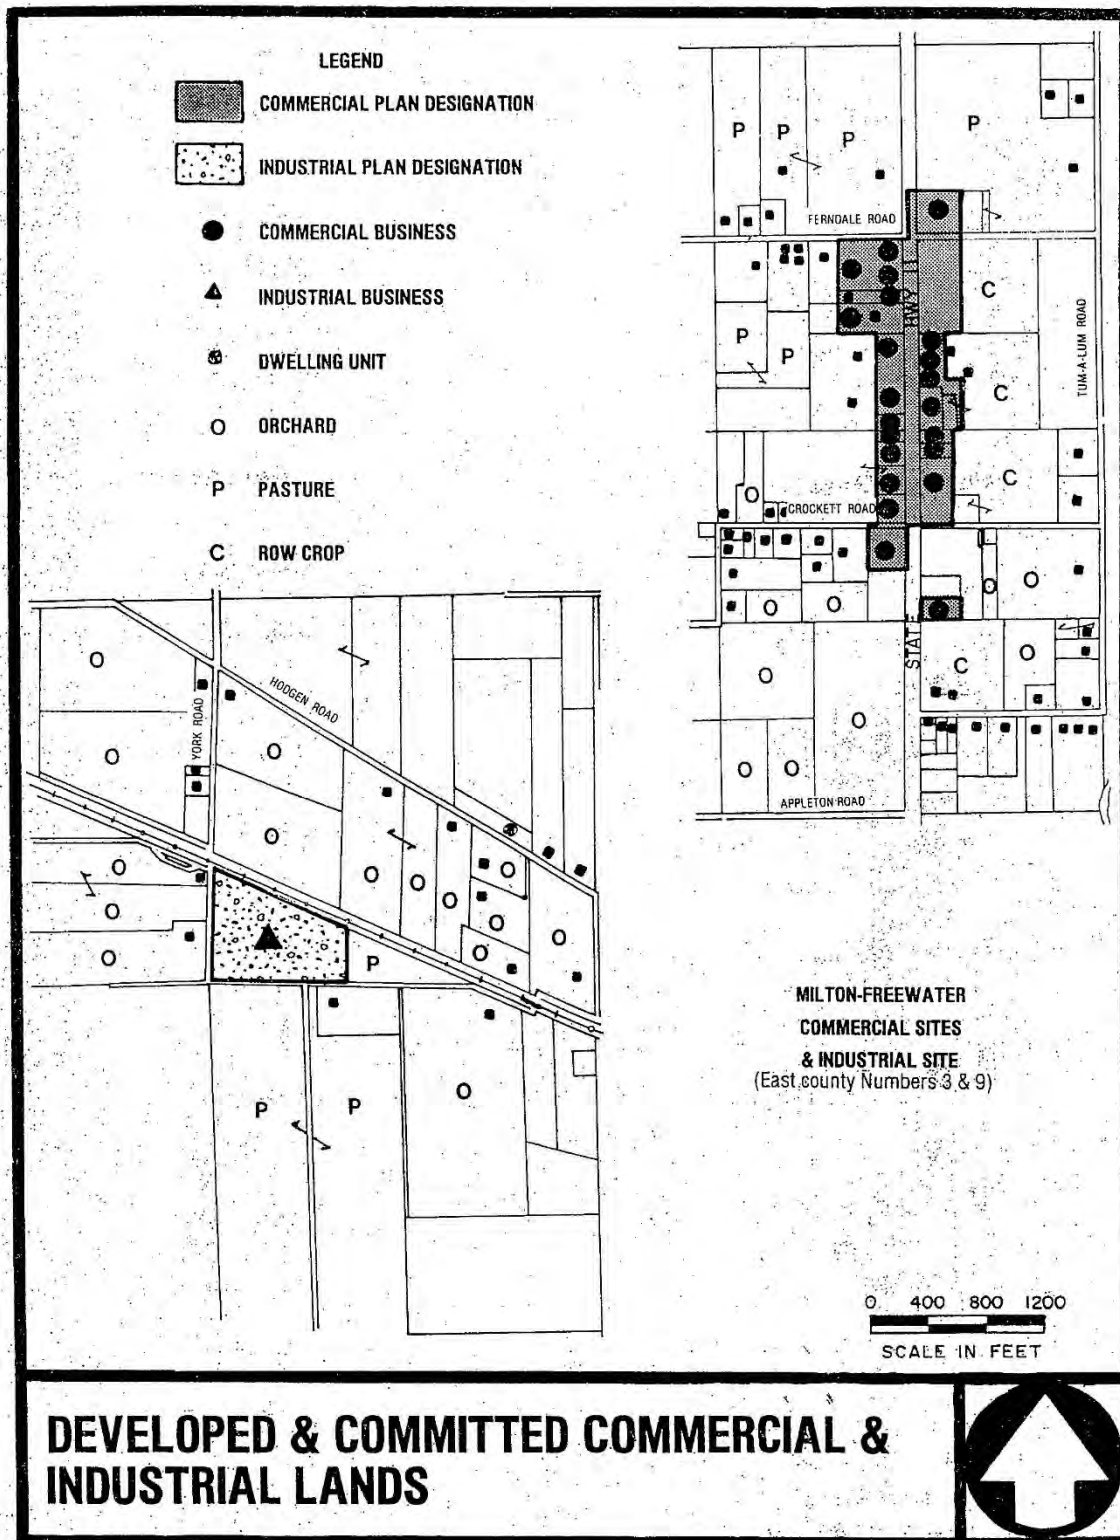 LEGEND
COMMERCIAL PLAN DESIGNATION
INDUSTRIAL PLAN DESIGNATION
COMMERCIAL BUSINESS
INDUSTRIAL BUSINESS
DWELLING UNIT
O ORCHARD
P PASTURE
C ROW CROP
P
P
P
P
FERNDALE ROAD
HWY 11
C
TUM-A-LUM ROAD
P
P
C
C
O
CROCKETT ROAD
O
O
O
O
STATE
C
O
O
O
O
O
APPLETON ROAD
O
HODGEN ROAD
YORK ROAD
O
O
O
O
O
O
O
O
O
O
O
O
O
P
P
P
O
MILTON-FREEWATER
COMMERCIAL SITES
& INDUSTRIAL SITE
(East county Numbers 3 & 9)
0 400 800 1200
SCALE IN FEET
DEVELOPED & COMMITTED COMMERCIAL &
INDUSTRIAL LANDS